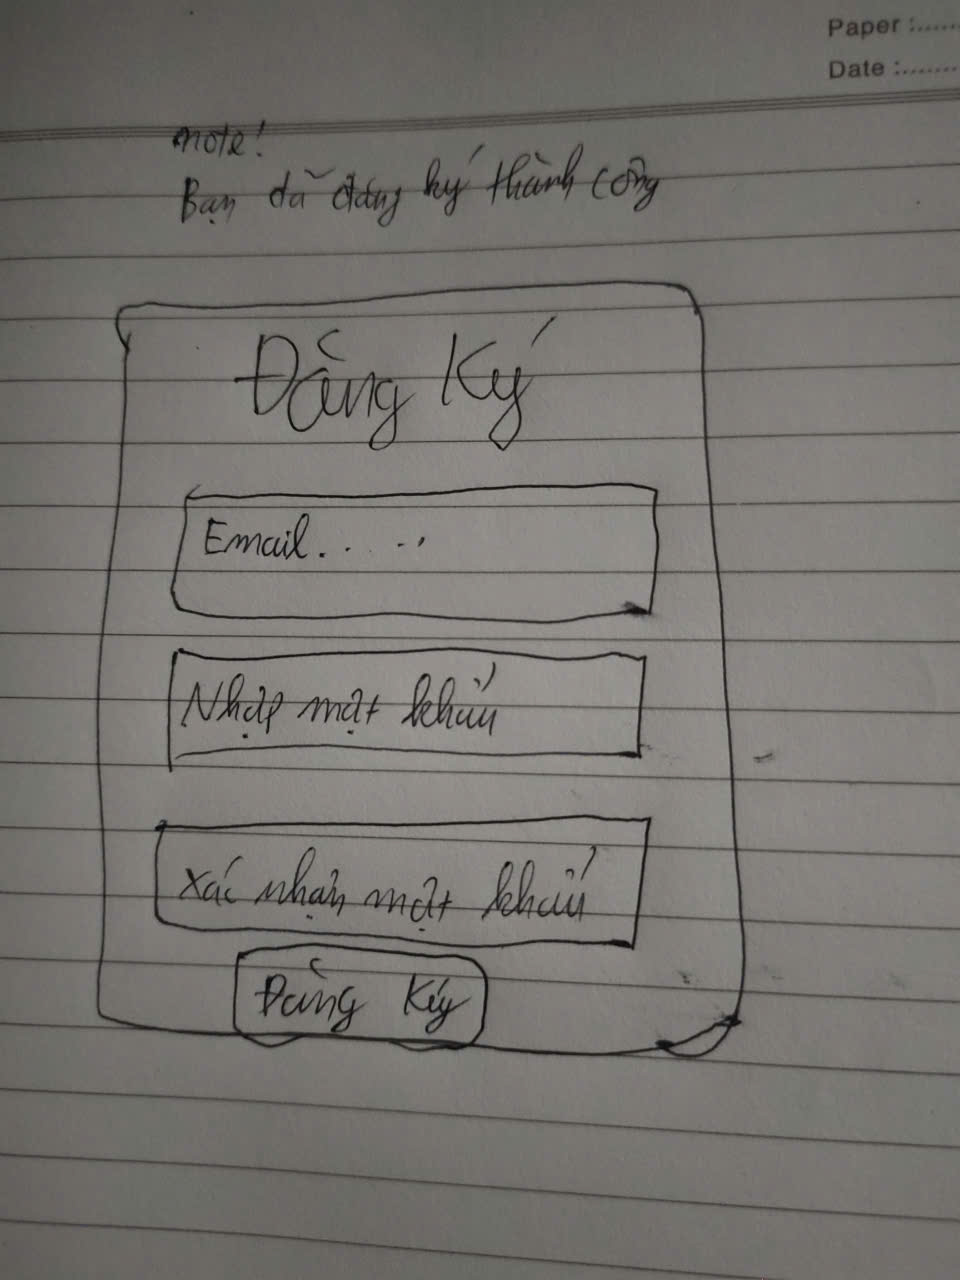 Paper :......
Date :........
note!
Bạn đã đăng ký thành công
Đăng Ký
Email.....
Nhập mật khẩu
Xác nhận mật khẩu
Đăng Ký